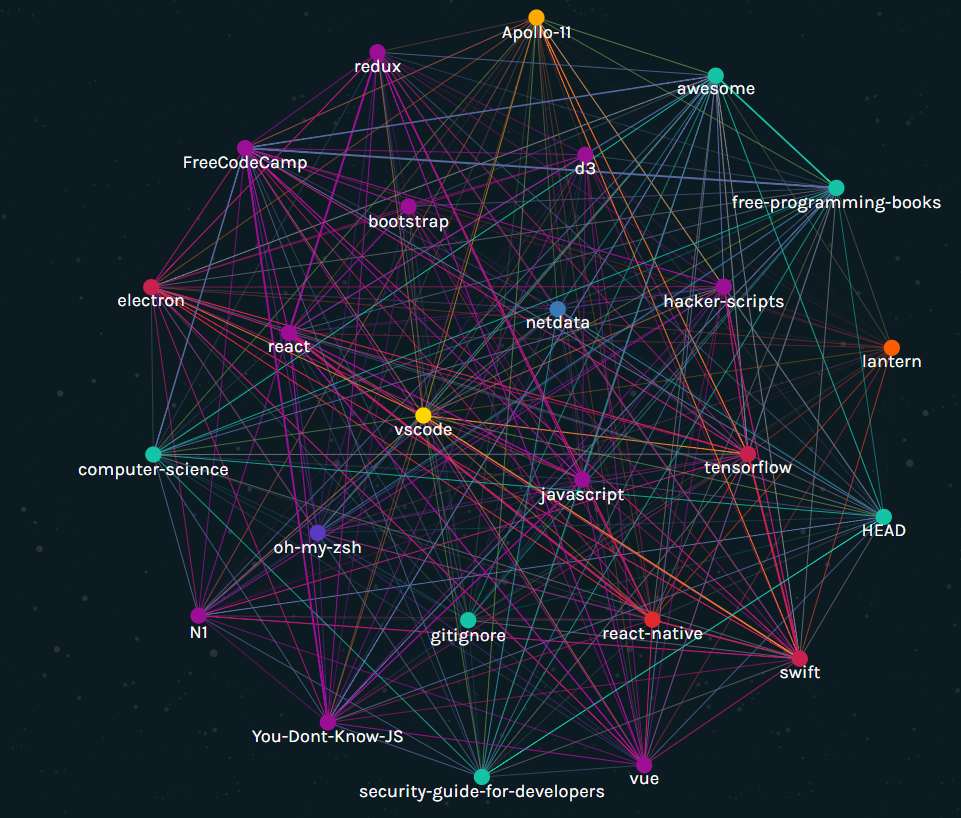 Apollo-11
redux
awesome
FreeCodeCamp
d3
free-programming-books
bootstrap
electron
hacker-scripts
netdata
react
lantern
vscode
computer-science
tensorflow
javascript
HEAD
oh-my-zsh
N1
gitignore
react-native
swift
You-Dont-Know-JS
vue
security-guide-for-developers